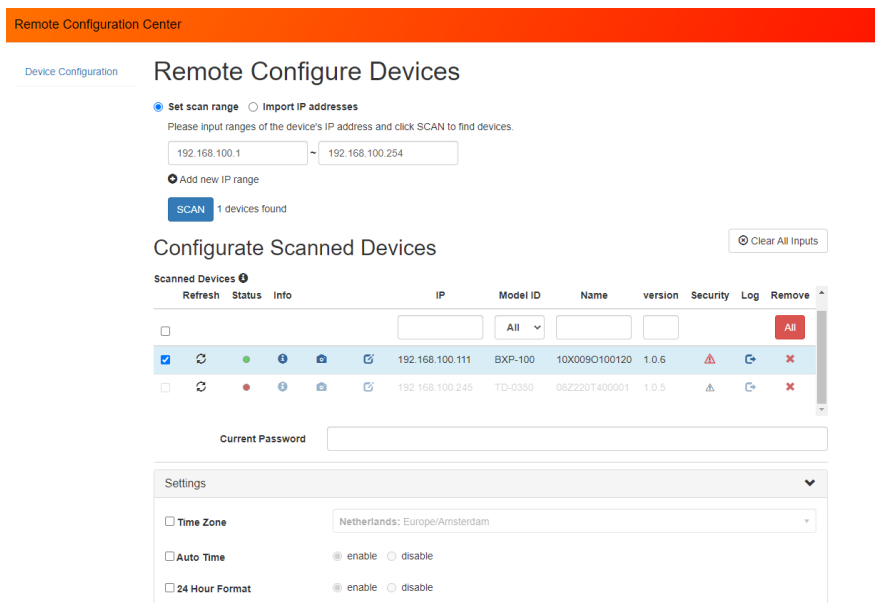 Remote Configuration Center
Device Configuration
Remote Configure Devices
Set scan range Import IP addresses
Please input ranges of the device's IP address and click SCAN to find devices.
192.168.100.1 ~ 192.168.100.254
Add new IP range
SCAN 1 devices found
Configurate Scanned Devices
Clear All Inputs
Scanned Devices
Refresh Status Info IP Model ID Name version Security Log Remove
All All
192.168.100.111 BXP-100 10X009O100120 1.0.6
192.168.100.245 TD-0350 08Z220T400001 1.0.5
Current Password
Settings
Time Zone Netherlands: Europe/Amsterdam
Auto Time enable disable
24 Hour Format enable disable